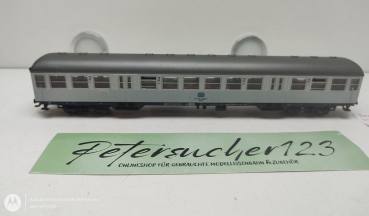 Petersucher123
ONLINESHOP FÜR GEBRAUCHTE MODELLEISENBAHN & ZUBEHÖR